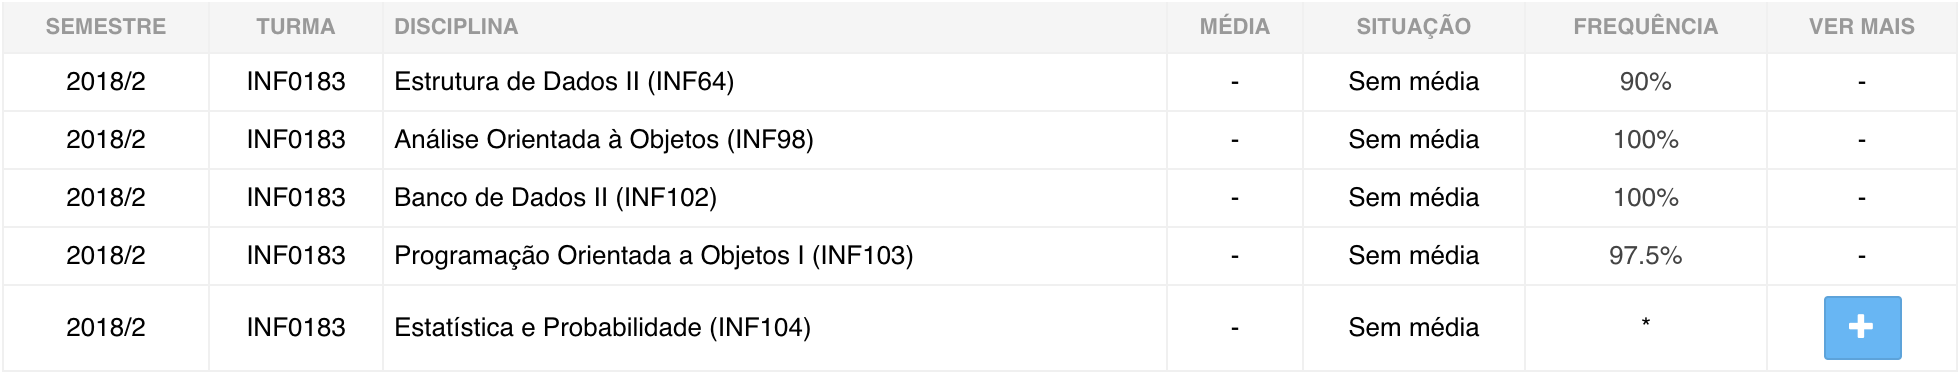 SEMESTRE TURMA DISCIPLINA MÉDIA SITUAÇÃO FREQUÊNCIA VER MAIS
2018/2 INF0183 Estrutura de Dados II (INF64) - Sem média 90% -
2018/2 INF0183 Análise Orientada à Objetos (INF98) - Sem média 100% -
2018/2 INF0183 Banco de Dados II (INF102) - Sem média 100% -
2018/2 INF0183 Programação Orientada a Objetos I (INF103) - Sem média 97.5% -
2018/2 INF0183 Estatística e Probabilidade (INF104) - Sem média * +